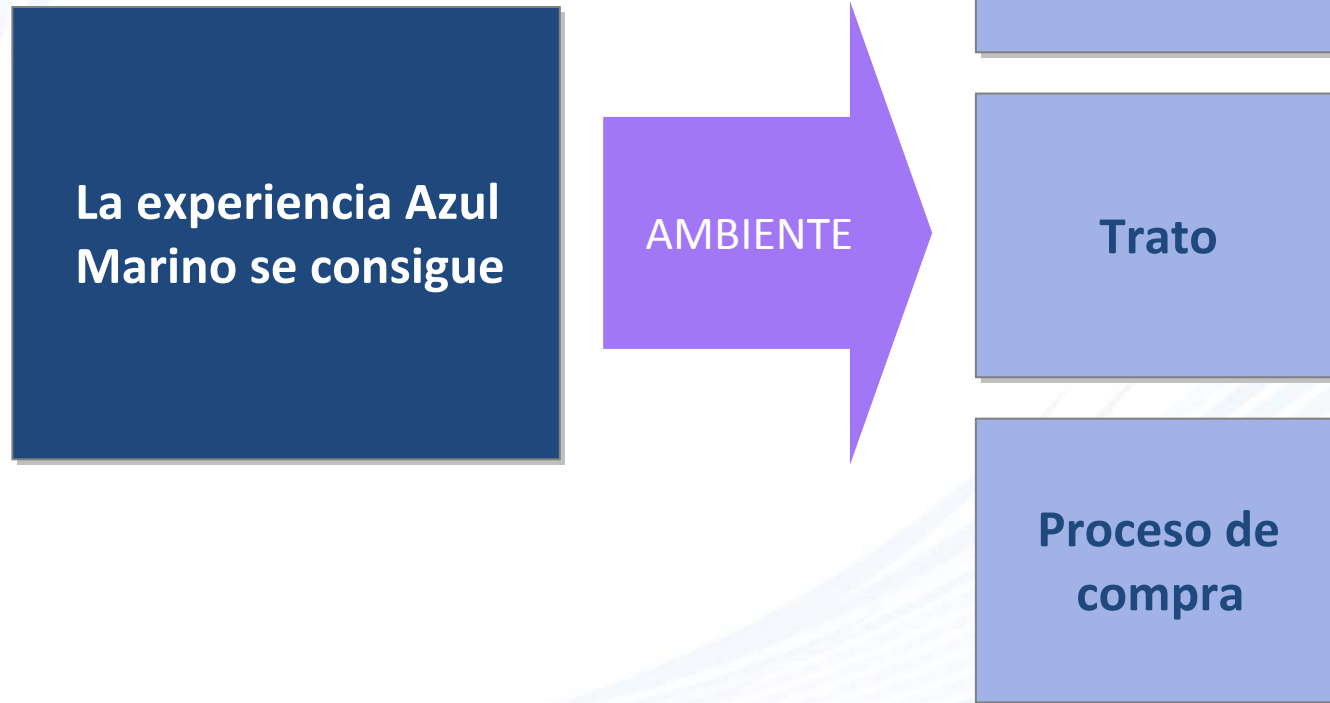 La experiencia Azul
Marino se consigue
AMBIENTE
Trato
Proceso de
compra